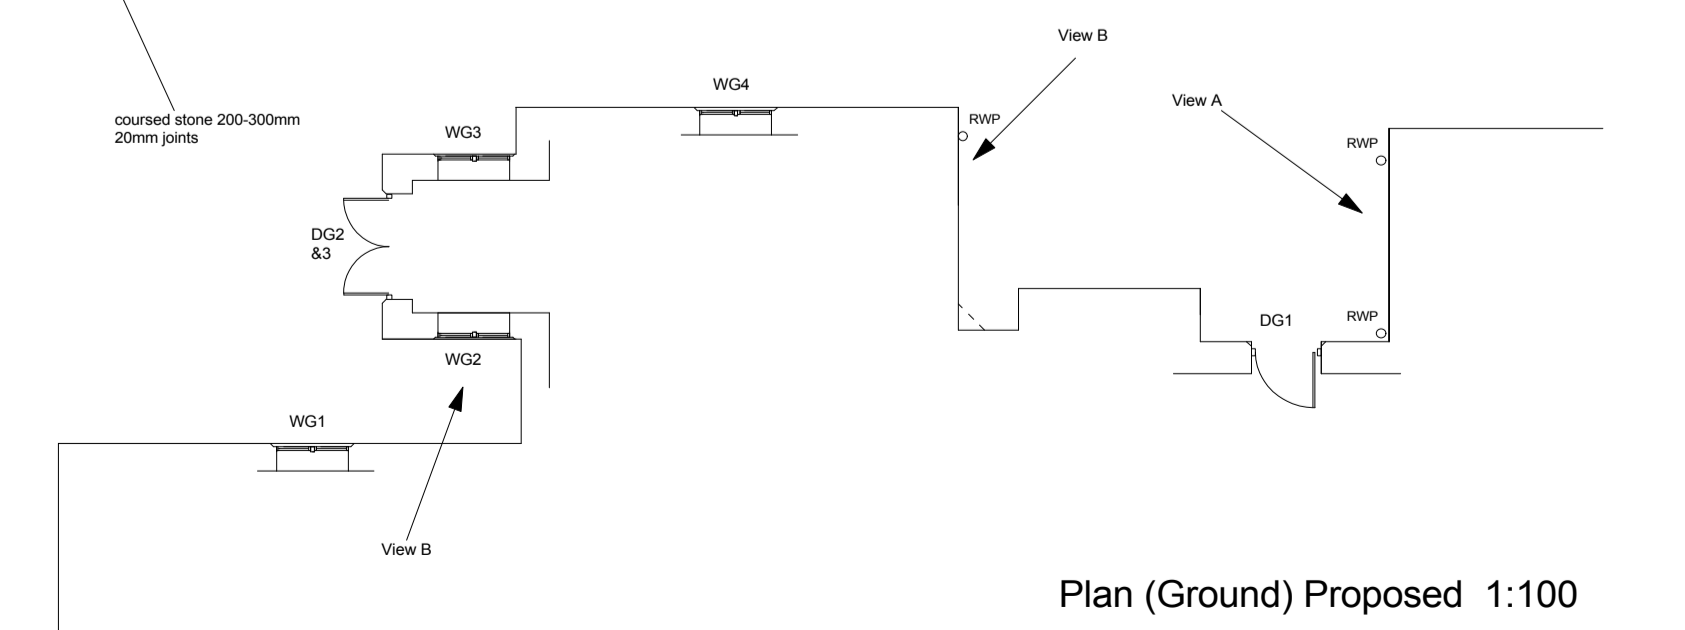 View B
WG4
View A
coursed stone 200-300mm
20mm joints
WG3
RWP
RWP
DG2
&3
RWP
DG1
WG2
WG1
View B
Plan (Ground) Proposed 1:100